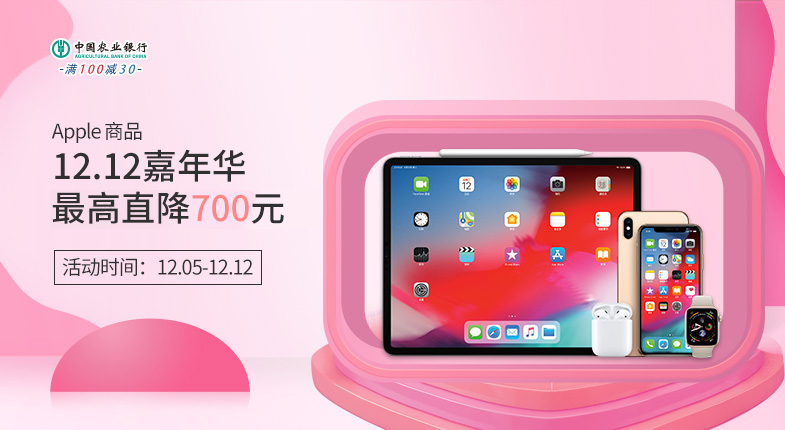 中国农业银行
AGRICULTURAL BANK OF CHINA
-满100减30-
Apple 商品
12.12嘉年华
最高直降700元
活动时间：12.05-12.12